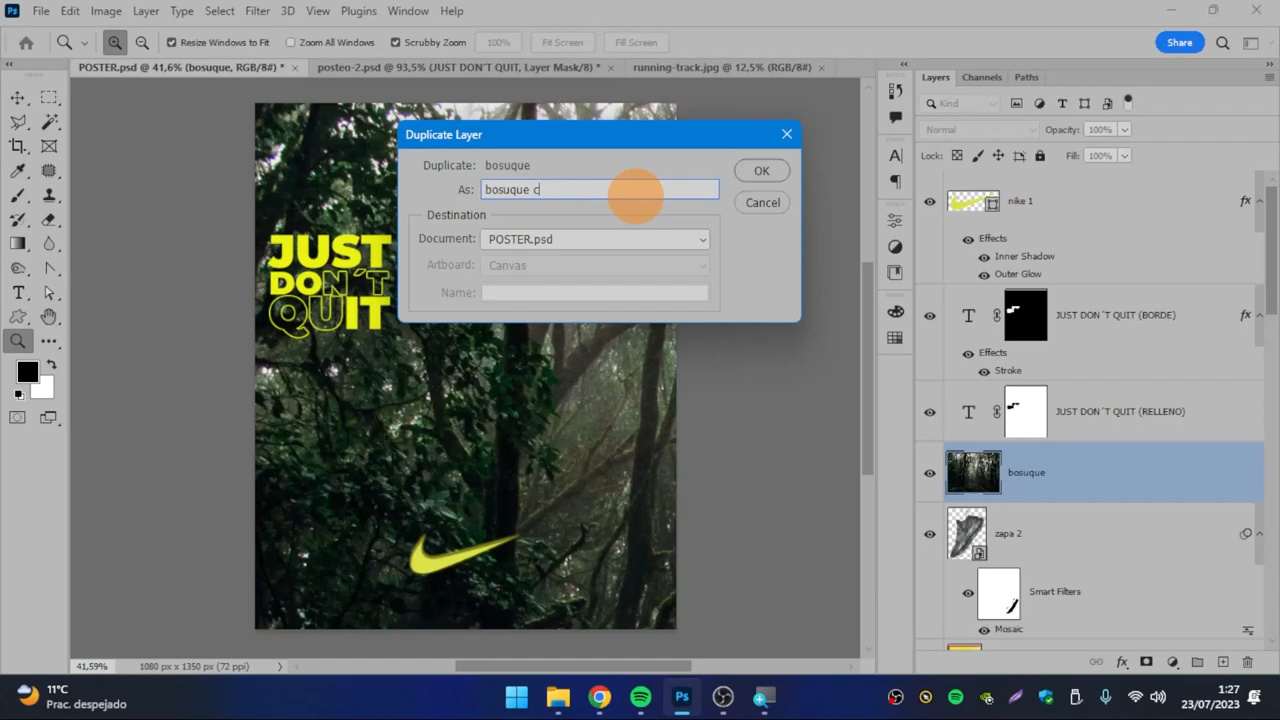 Ps File Edit Image Layer Type Select Filter 3D View Plugins Window Help
Resize Windows to Fit Zoom All Windows Scrubby Zoom 100% Fit Screen Fill Screen Share
POSTER.psd @ 41,6% (bosuque, RGB/8#) * × posteo-2.psd @ 93,5% (JUST DON'T QUIT, Layer Mask/8) * × running-track.jpg @ 12,5% (RGB/8#) ×
Layers Channels Paths
Kind
Normal Opacity: 100%
Lock: Fill: 100%
Duplicate Layer
Duplicate: bosuque
As: bosuque c
OK
Cancel
Destination
Document: POSTER.psd
Artboard: Canvas
Name:
JUST
DON´T
QUIT
nike 1 fx
Effects
Inner Shadow
Outer Glow
T JUST DON´T QUIT (BORDE) fx
Effects
Stroke
T JUST DON´T QUIT (RELLENO)
bosuque
zapa 2
Smart Filters
Mosaic
41,59% 1080 px x 1350 px (72 ppi)
11°C
Prac. despejado
Ps
1:27
23/07/2023